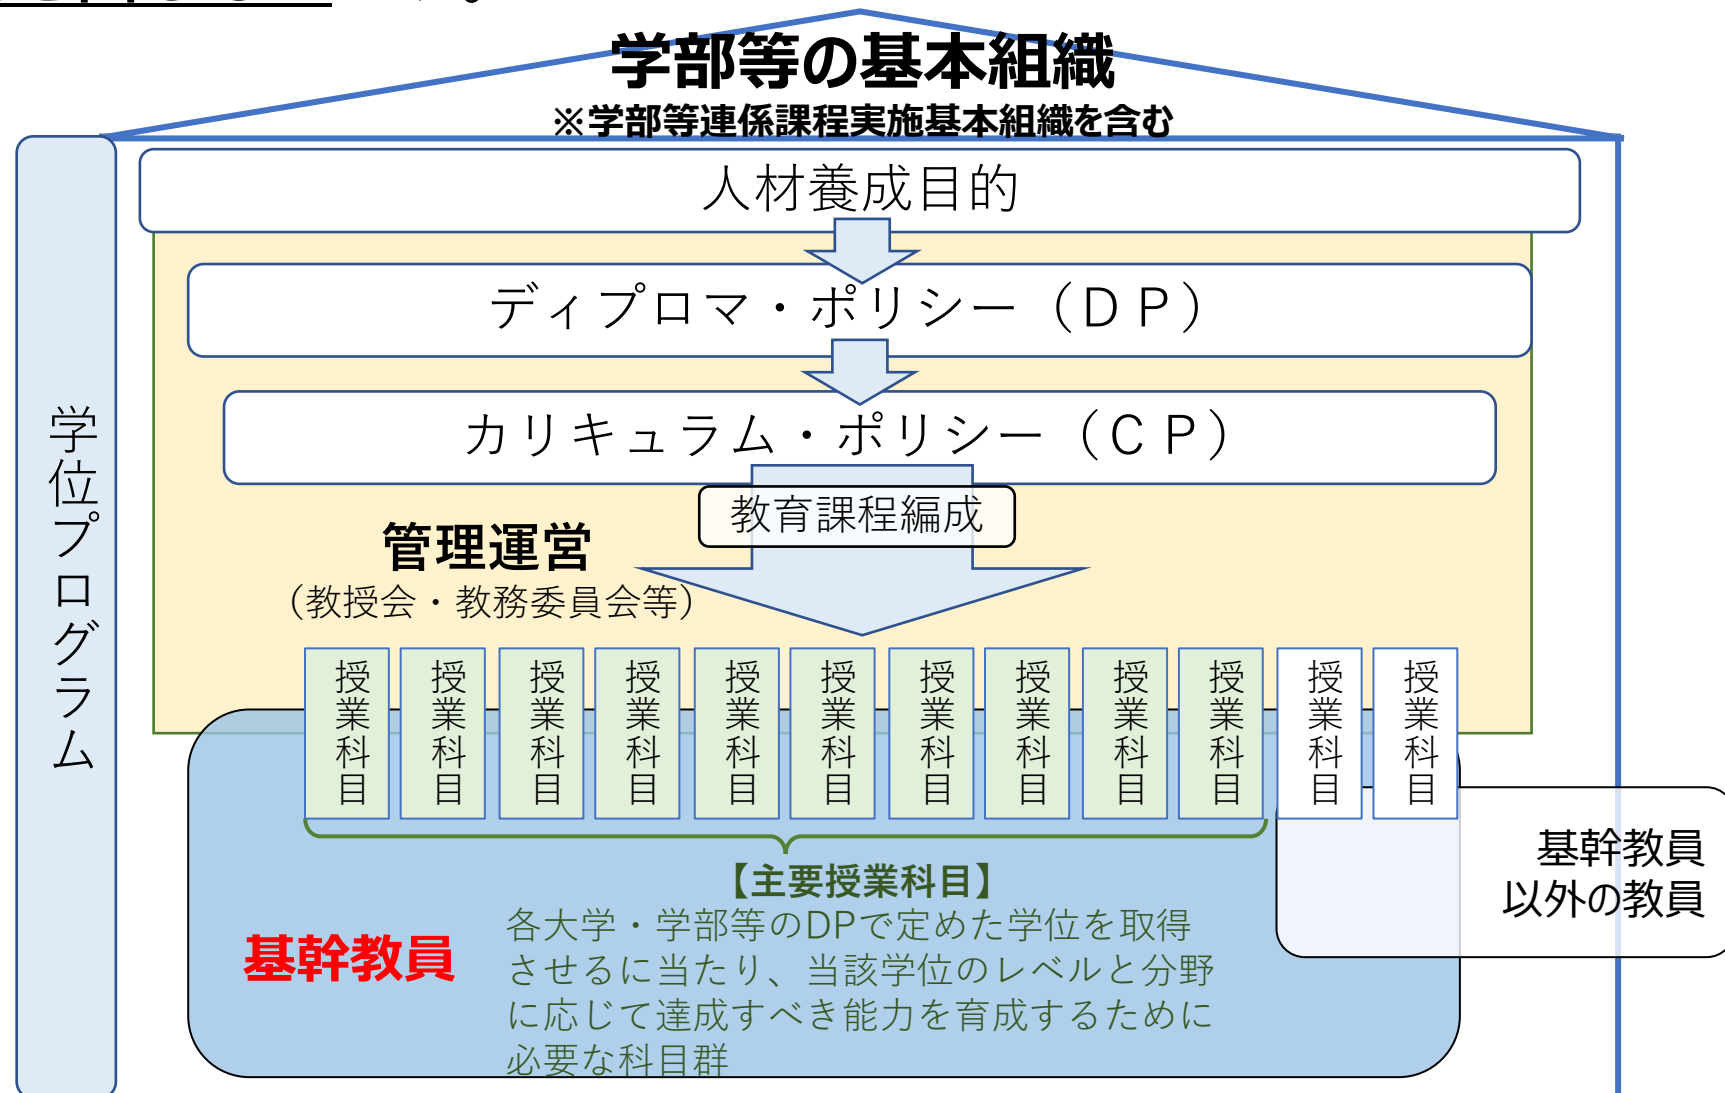 学部等の基本組織
※学部等連係課程実施基本組織を含む
学位プログラム
人材養成目的
ディプロマ・ポリシー（ＤＰ）
カリキュラム・ポリシー（ＣＰ）
教育課程編成
管理運営
（教授会・教務委員会等）
授業科目
授業科目
授業科目
授業科目
授業科目
授業科目
授業科目
授業科目
授業科目
授業科目
授業科目
授業科目
基幹教員
以外の教員
【主要授業科目】
基幹教員
各大学・学部等のDPで定めた学位を取得
させるに当たり、当該学位のレベルと分野
に応じて達成すべき能力を育成するために
必要な科目群